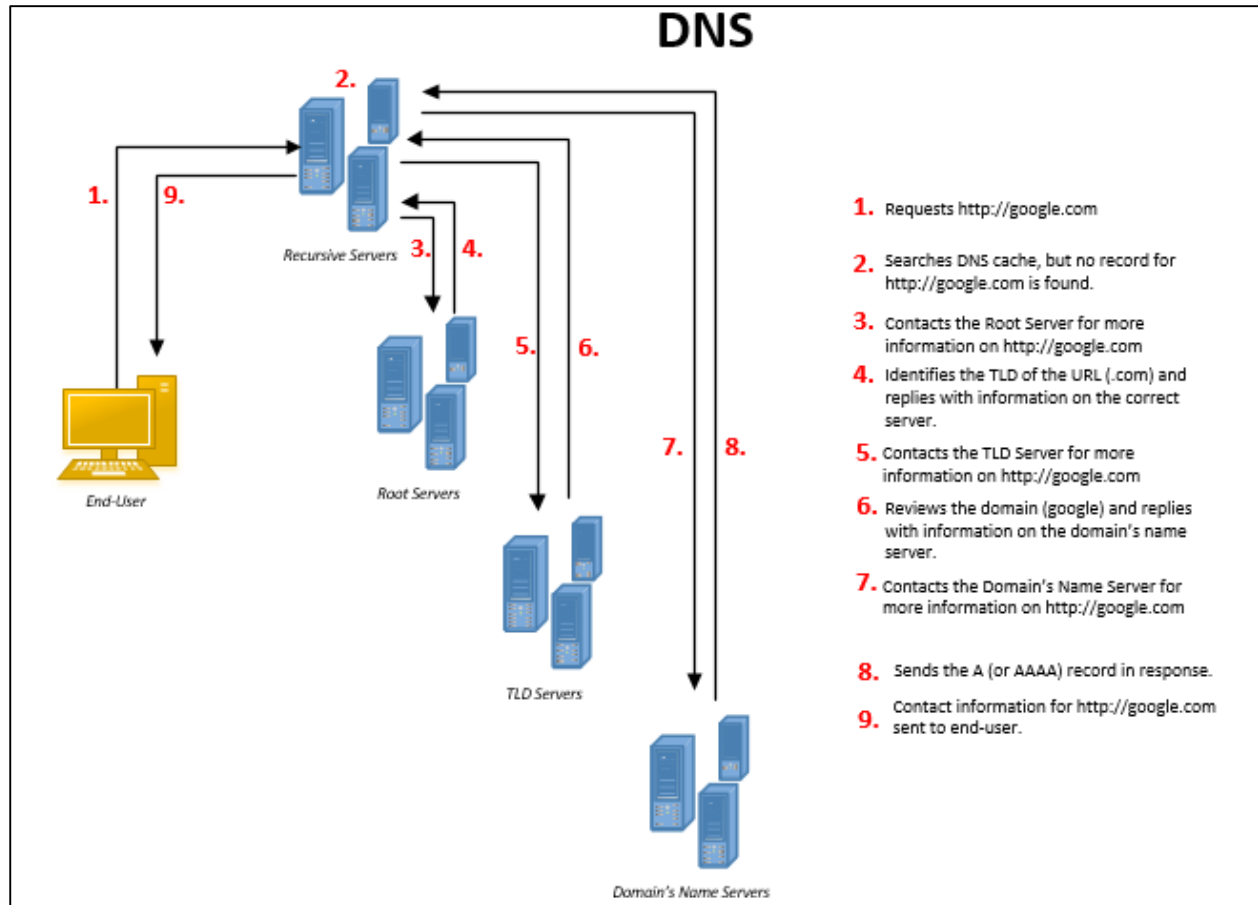 DNS
2.
1.
9.
Recursive Servers
3.
4.
5.
6.
7.
8.
End-User
Root Servers
TLD Servers
Domain's Name Servers
1. Requests http://google.com
2. Searches DNS cache, but no record for
http://google.com is found.
3. Contacts the Root Server for more
information on http://google.com
4. Identifies the TLD of the URL (.com) and
replies with information on the correct
server.
5. Contacts the TLD Server for more
information on http://google.com
6. Reviews the domain (google) and replies
with information on the domain's name
server.
7. Contacts the Domain's Name Server for
more information on http://google.com
8. Sends the A (or AAAA) record in response.
9. Contact information for http://google.com
sent to end-user.